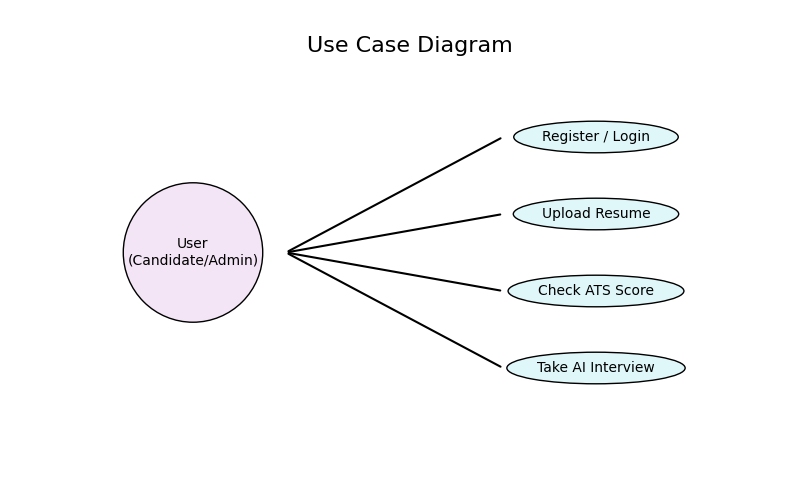 Use Case Diagram
User
(Candidate/Admin)
Register / Login
Upload Resume
Check ATS Score
Take AI Interview